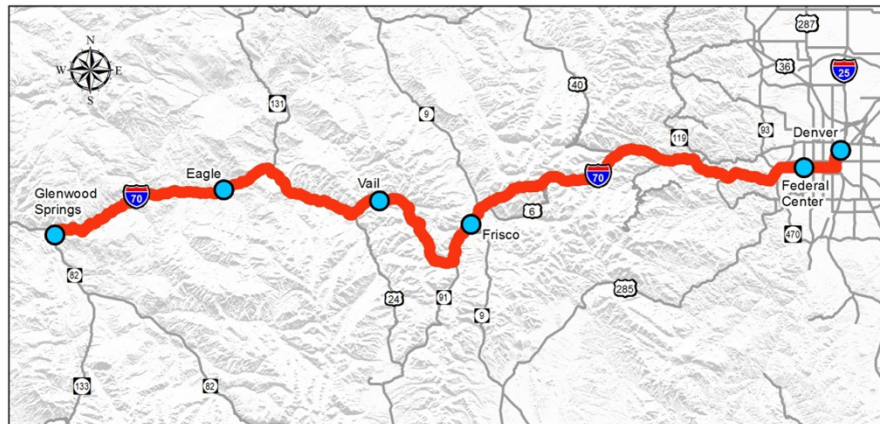 N
287
W
E
36
25
S
40
131
9
119
93
Denver
Eagle
Vail
70
Glenwood
Springs
70
Federal
Center
6
Frisco
470
82
285
24
91
9
133
82